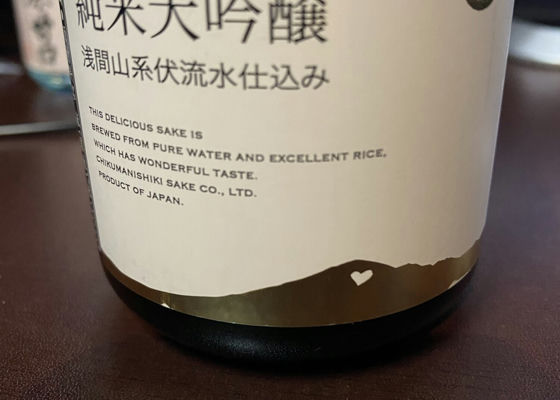 純米大吟醸
浅間山系伏流水仕込み
THIS DELICIOUS SAKE IS
BREWED FROM PURE WATER AND EXCELLENT RICE,
WHICH HAS WONDERFUL TASTE.
CHIKUMANISHIKI SAKE CO., LTD.
PRODUCT OF JAPAN.